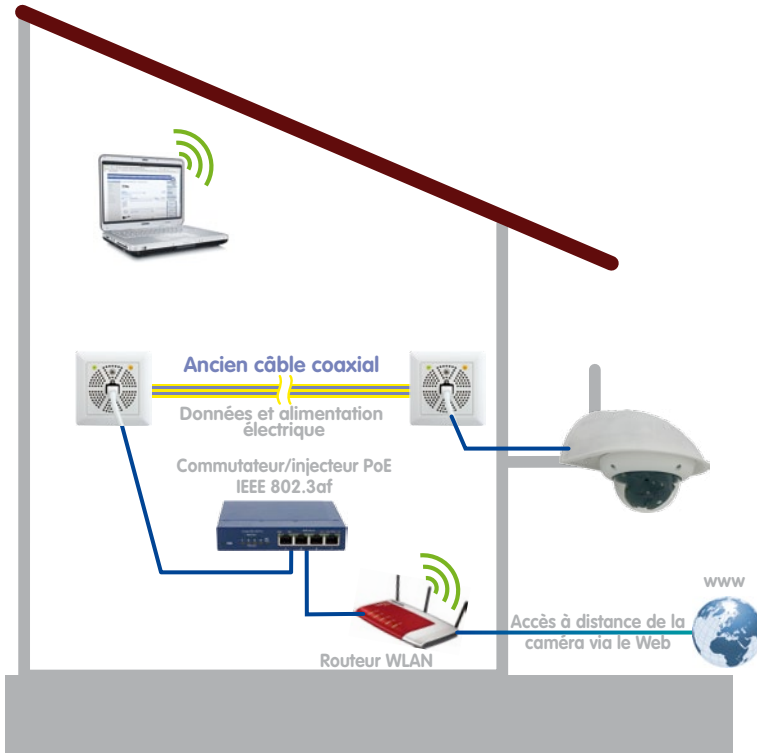 Ancien câble coaxial
Données et alimentation
électrique
Commutateur/injecteur PoE
IEEE 802.3af
www
Accès à distance de la
caméra via le Web
Routeur WLAN